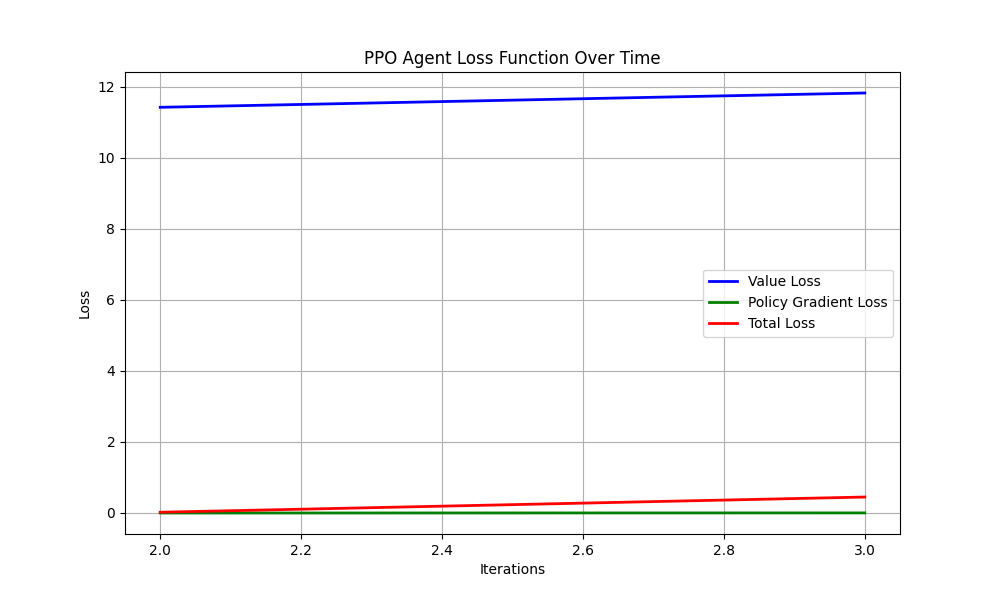 PPO Agent Loss Function Over Time
12
10
8
6
4
2
0
Loss
Value Loss
Policy Gradient Loss
Total Loss
2.0 2.2 2.4 2.6 2.8 3.0
Iterations